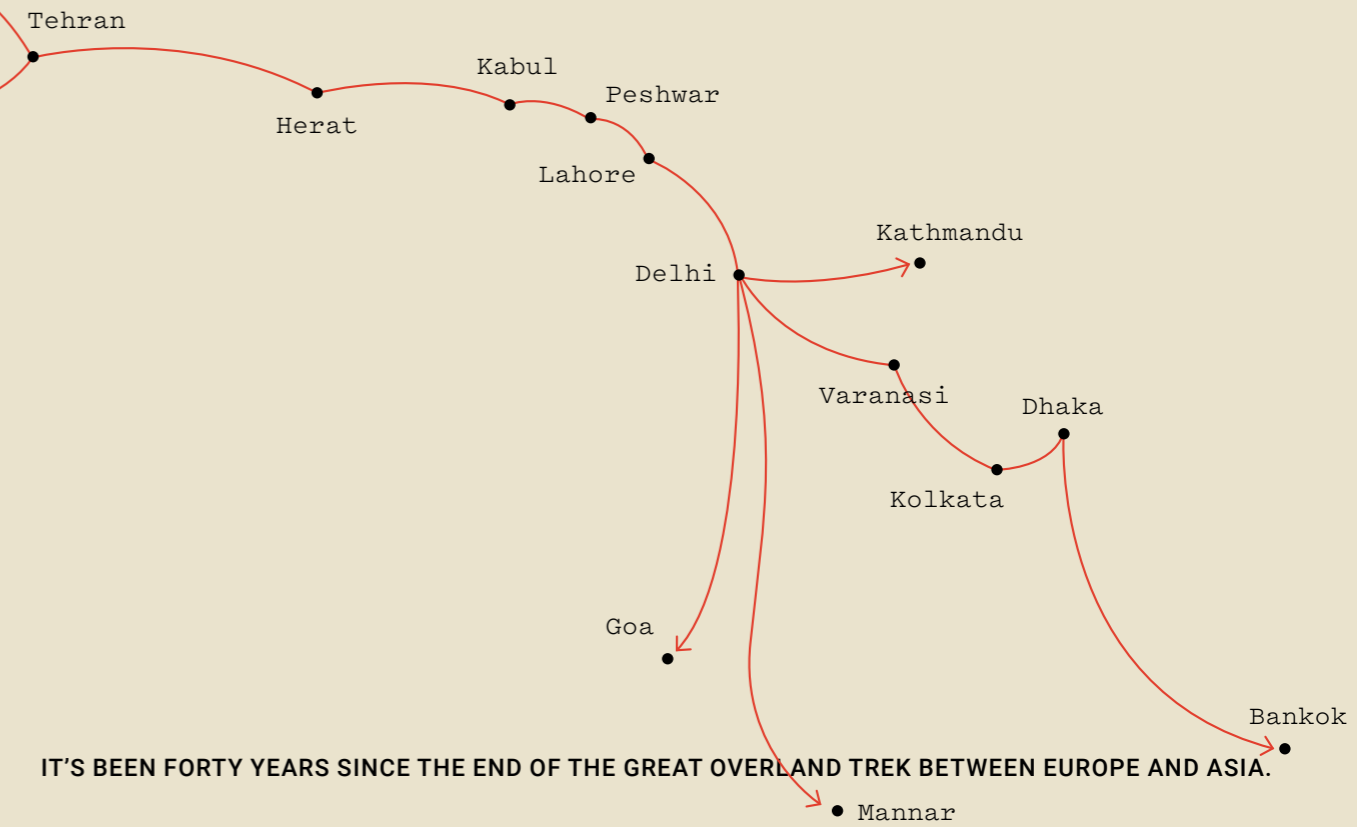 Tehran
Kabul
Peshwar
Herat
Lahore
Kathmandu
Delhi
Varanasi
Dhaka
Kolkata
Goa
Bankok
IT’S BEEN FORTY YEARS SINCE THE END OF THE GREAT OVERLAND TREK BETWEEN EUROPE AND ASIA.
Mannar